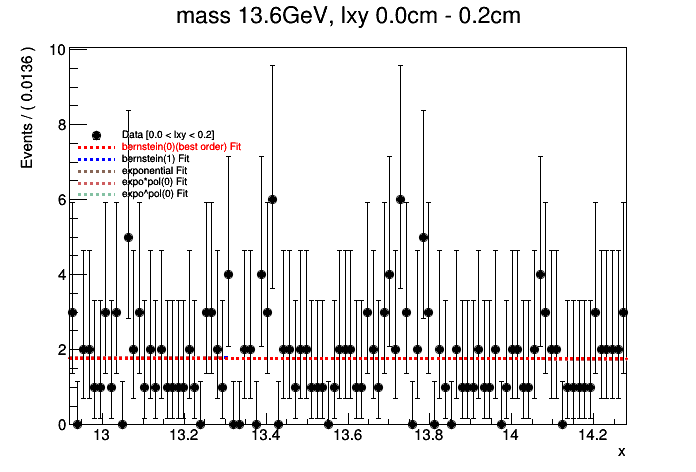 mass 13.6GeV, lxy 0.0cm - 0.2cm
Events / ( 0.0136 )
10
8
6
4
2
0
Data [0.0 < lxy < 0.2]
bernstein(0)(best order) Fit
bernstein(1) Fit
exponential Fit
expo*pol(0) Fit
expo^pol(0) Fit
13 13.2 13.4 13.6 13.8 14 14.2
x